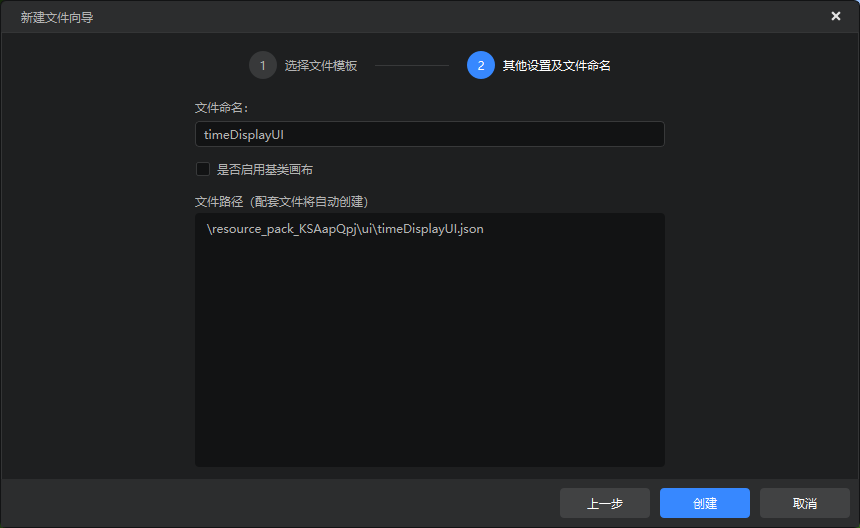 新建文件向导
1 选择文件模板 2 其他设置及文件命名
文件命名：
timeDisplayUI
是否启用基类画布
文件路径（配套文件将自动创建）
\resource_pack_KSAapQpj\ui\timeDisplayUI.json
上一步 创建 取消